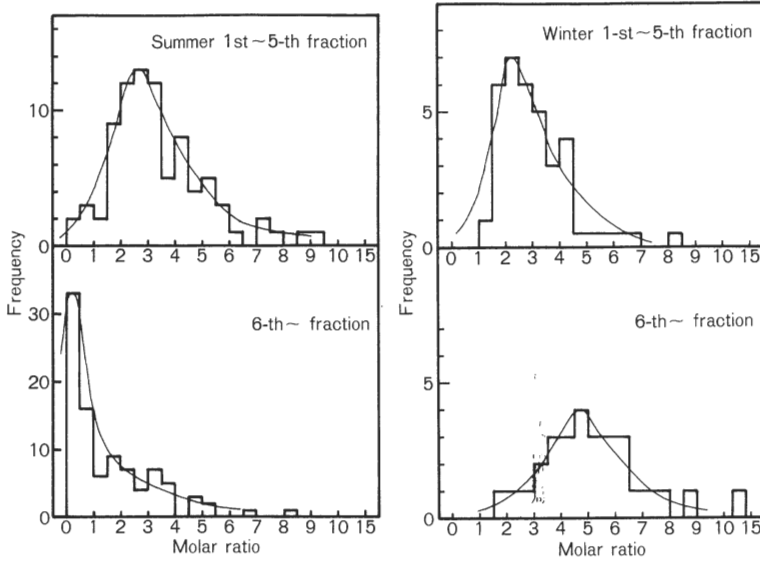 Summer 1st~5-th fraction
10
0
0 1 2 3 4 5 6 7 8 9 10 15
Winter 1-st~5-th fraction
5
0
0 1 2 3 4 5 6 7 8 9 10 15
Frequency
6-th~ fraction
30
20
10
0
0 1 2 3 4 5 6 7 8 9 10 15
Molar ratio
Frequency
6-th~ fraction
5
0
0 1 2 3 4 5 6 7 8 9 10 15
Molar ratio